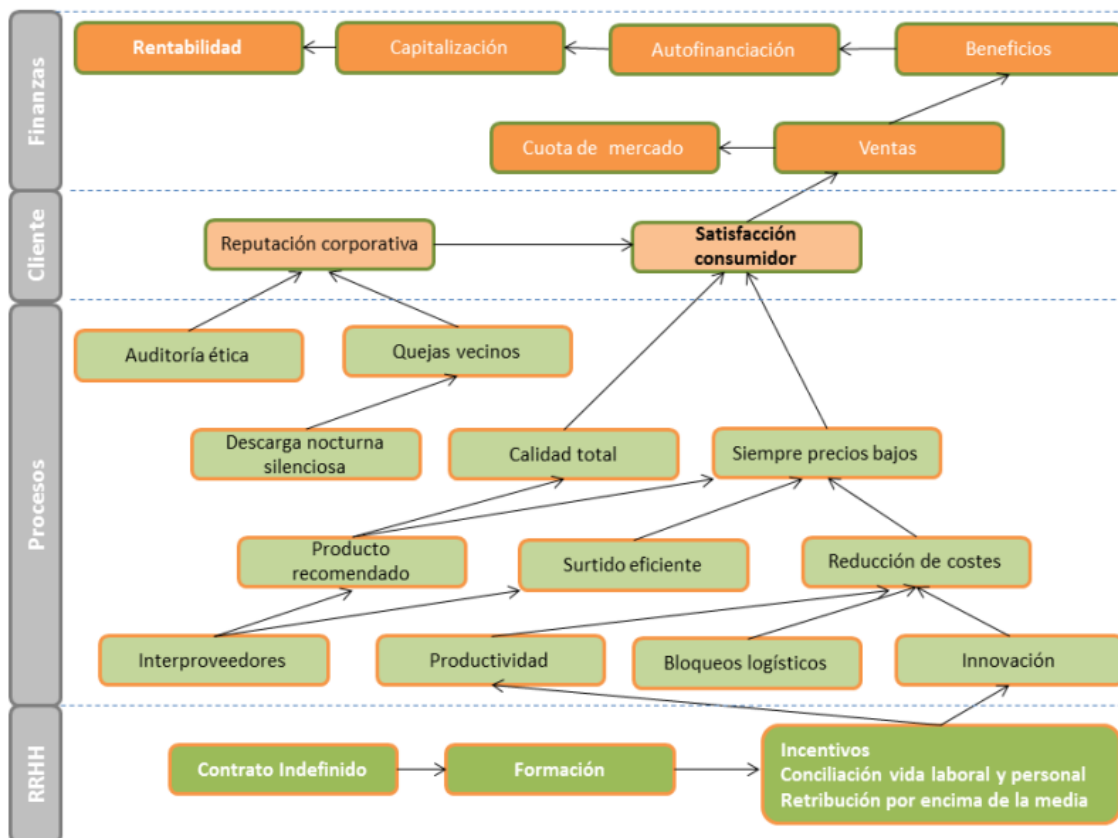 Finanzas
Rentabilidad
Capitalización
Autofinanciación
Beneficios
Cuota de mercado
Ventas
Cliente
Reputación corporativa
Satisfacción
consumidor
Procesos
Auditoría ética
Quejas vecinos
Descarga nocturna
silenciosa
Calidad total
Siempre precios bajos
Producto
recomendado
Surtido eficiente
Reducción de costes
Interproveedores
Productividad
Bloqueos logísticos
Innovación
RRHH
Contrato Indefinido
Formación
Incentivos
Conciliación vida laboral y personal
Retribución por encima de la media